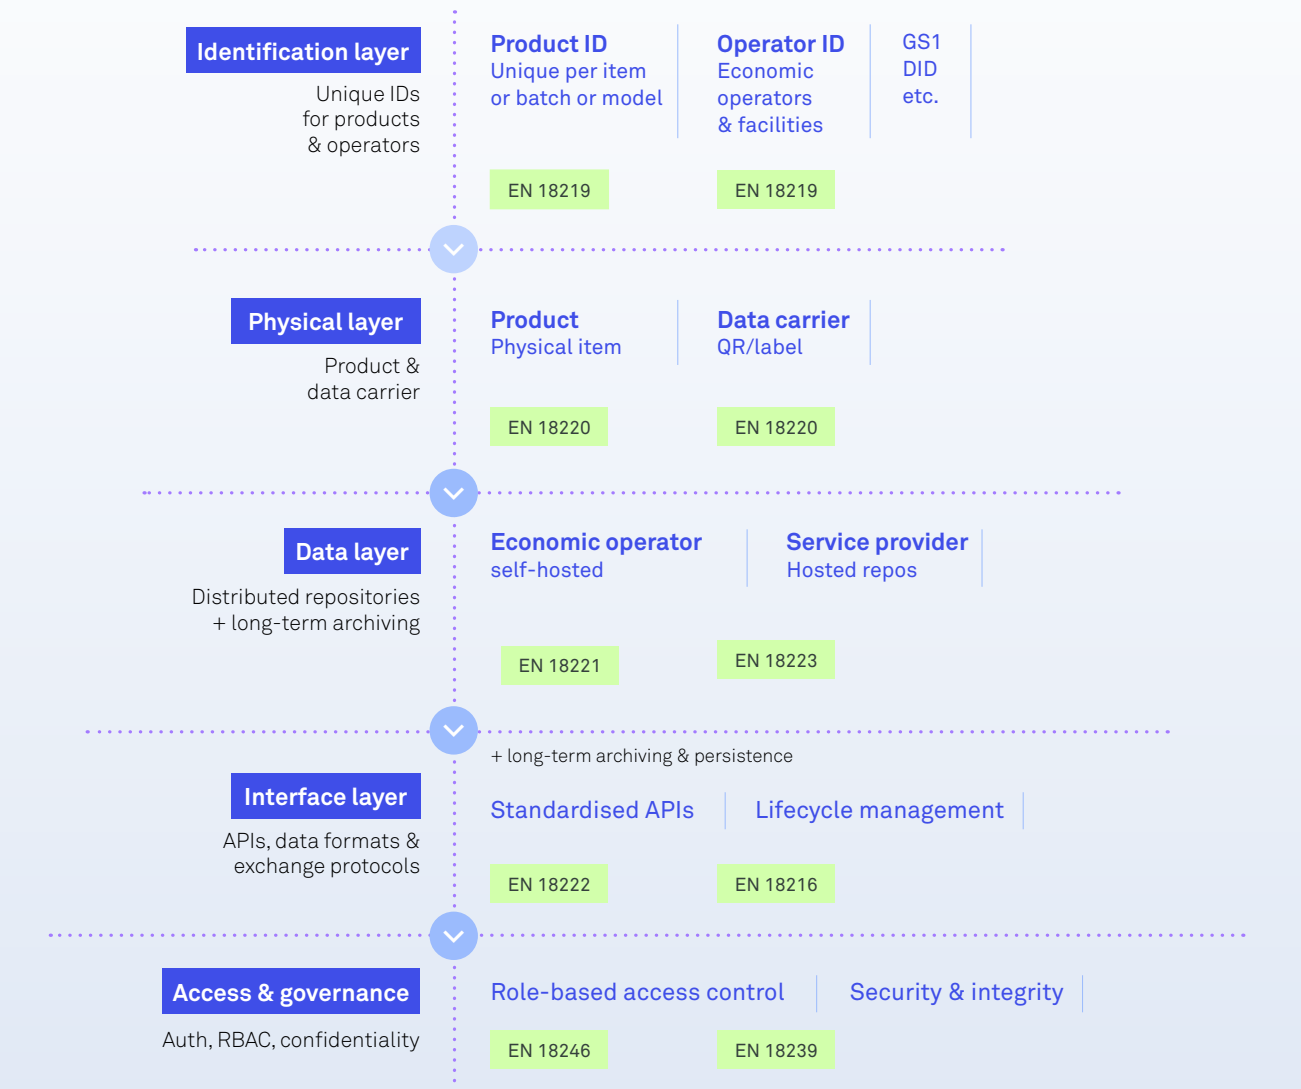 Identification layer
Unique IDs
for products
& operators
Product ID
Unique per item
or batch or model
Operator ID
Economic
operators
& facilities
GS1
DID
etc.
EN 18219
EN 18219
Physical layer
Product &
data carrier
Product
Physical item
Data carrier
QR/label
EN 18220
EN 18220
Data layer
Distributed repositories
+ long-term archiving
Economic operator
self-hosted
Service provider
Hosted repos
EN 18221
EN 18223
+ long-term archiving & persistence
Interface layer
APIs, data formats &
exchange protocols
Standardised APIs
Lifecycle management
EN 18222
EN 18216
Access & governance
Auth, RBAC, confidentiality
Role-based access control
Security & integrity
EN 18246
EN 18239